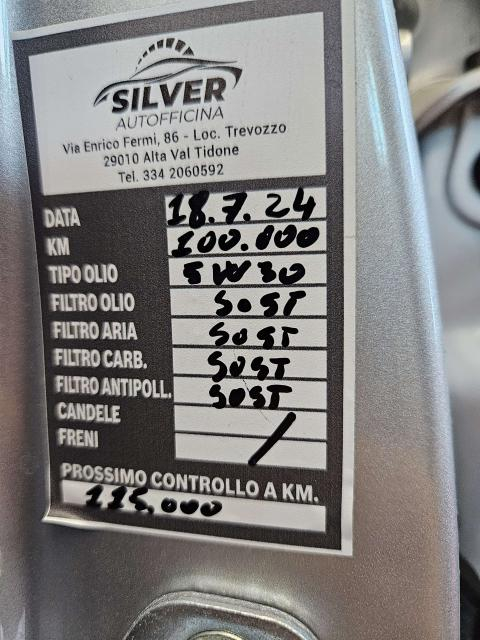 SILVER
AUTOFFICINA
Via Enrico Fermi, 86 - Loc. Trevozzo
29010 Alta Val Tidone
Tel. 334 2060592
DATA 18.7.24
KM 100.000
TIPO OLIO 5W30
FILTRO OLIO SOST
FILTRO ARIA SOST
FILTRO CARB. SOST
FILTRO ANTIPOLL. SOST
CANDELE
FRENI /
PROSSIMO CONTROLLO A KM.
115.000